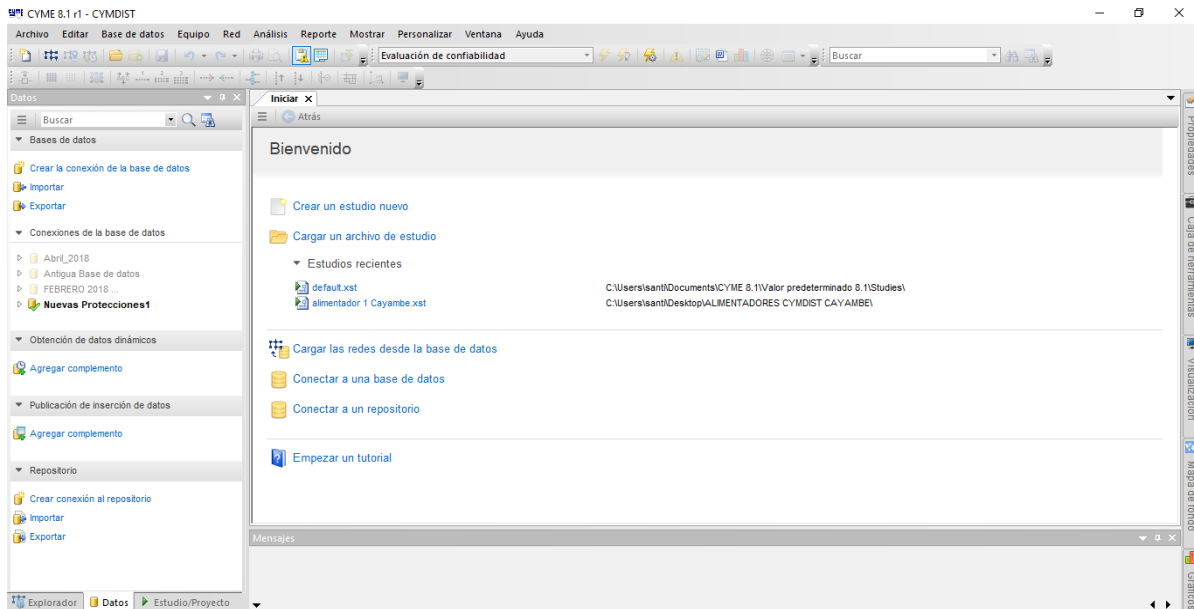 CYME 8.1 r1 - CYMDIST
Archivo Editar Base de datos Equipo Red Análisis Reporte Mostrar Personalizar Ventana Ayuda
Evaluación de confiabilidad
Buscar
Datos
Buscar
Bases de datos
Crear la conexión de la base de datos
Importar
Exportar
Conexiones de la base de datos
Abril_2018
Antigua Base de datos
FEBRERO 2018 ...
Nuevas Protecciones1
Obtención de datos dinámicos
Agregar complemento
Publicación de inserción de datos
Agregar complemento
Repositorio
Crear conexión al repositorio
Importar
Exportar
Explorador Datos Estudio/Proyecto
Iniciar
Atrás
Bienvenido
Crear un estudio nuevo
Cargar un archivo de estudio
Estudios recientes
default.xst C:\Users\santi\Documents\CYME 8.1\Valor predeterminado 8.1\Studies\
alimentador 1 Cayambe.xst C:\Users\santi\Desktop\ALIMENTADORES CYMDIST CAYAMBE\
Cargar las redes desde la base de datos
Conectar a una base de datos
Conectar a un repositorio
Empezar un tutorial
Mensajes
Propiedades
Caja de herramientas
Visualización
Mapa de fondo
Gráficos